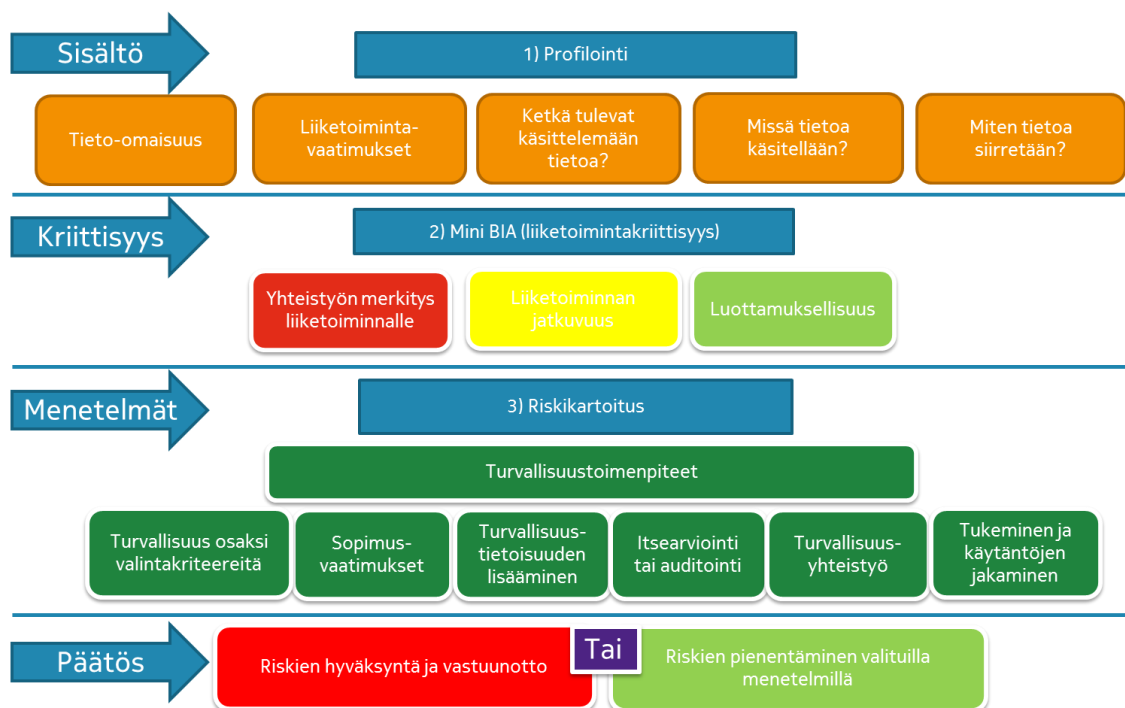 Sisältö
1) Profilointi
Tieto-omaisuus
Liiketoiminta-
vaatimukset
Ketkä tulevat
käsittelemään
tietoa?
Missä tietoa
käsitellään?
Miten tietoa
siirretään?
Kriittisyys
2) Mini BIA (liiketoimintakriittisyys)
Yhteistyön merkitys
liiketoiminnalle
Liiketoiminnan
jatkuvuus
Luottamuksellisuus
Menetelmät
3) Riskikartoitus
Turvallisuustoimenpiteet
Turvallisuus osaksi
valintakriteereitä
Sopimus-
vaatimukset
Turvallisuus-
tietoisuuden
lisääminen
Itsearviointi
tai auditointi
Turvallisuus-
yhteistyö
Tukeminen ja
käytäntöjen
jakaminen
Päätös
Riskien hyväksyntä ja vastuunotto
Tai
Riskien pienentäminen valituilla
menetelmillä